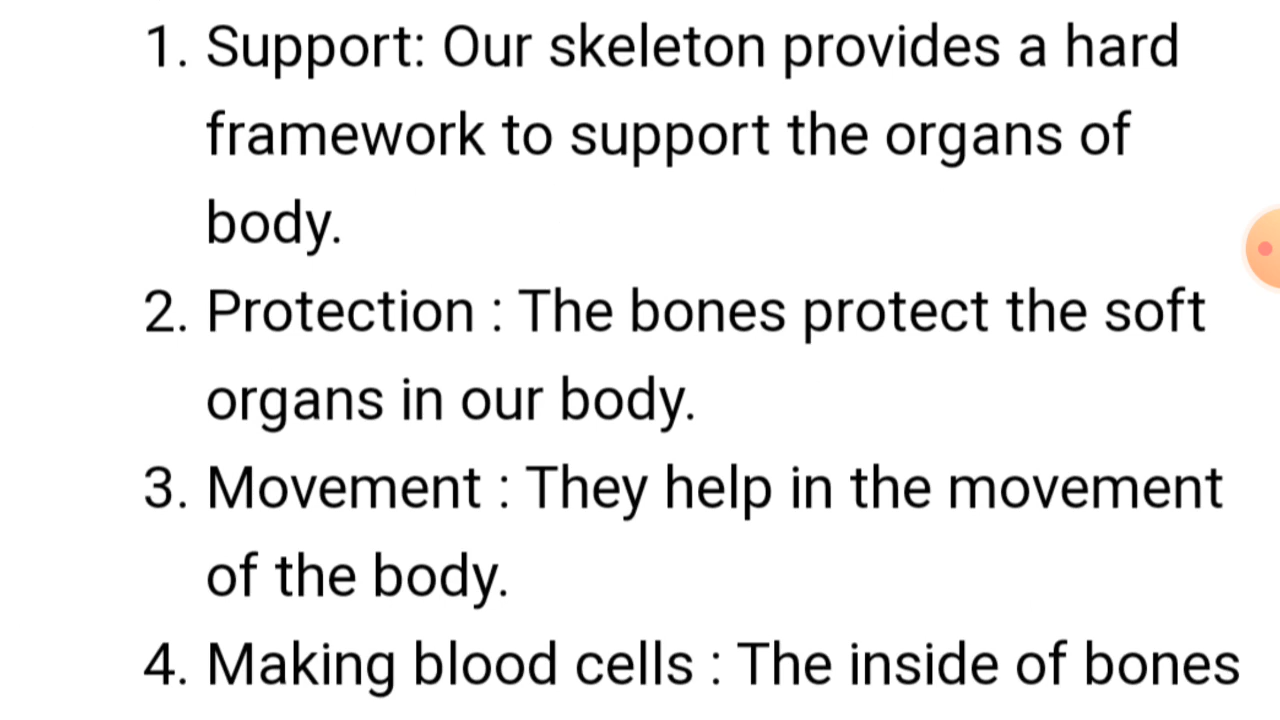 1. Support: Our skeleton provides a hard
framework to support the organs of
body.
2. Protection : The bones protect the soft
organs in our body.
3. Movement : They help in the movement
of the body.
4. Making blood cells : The inside of bones